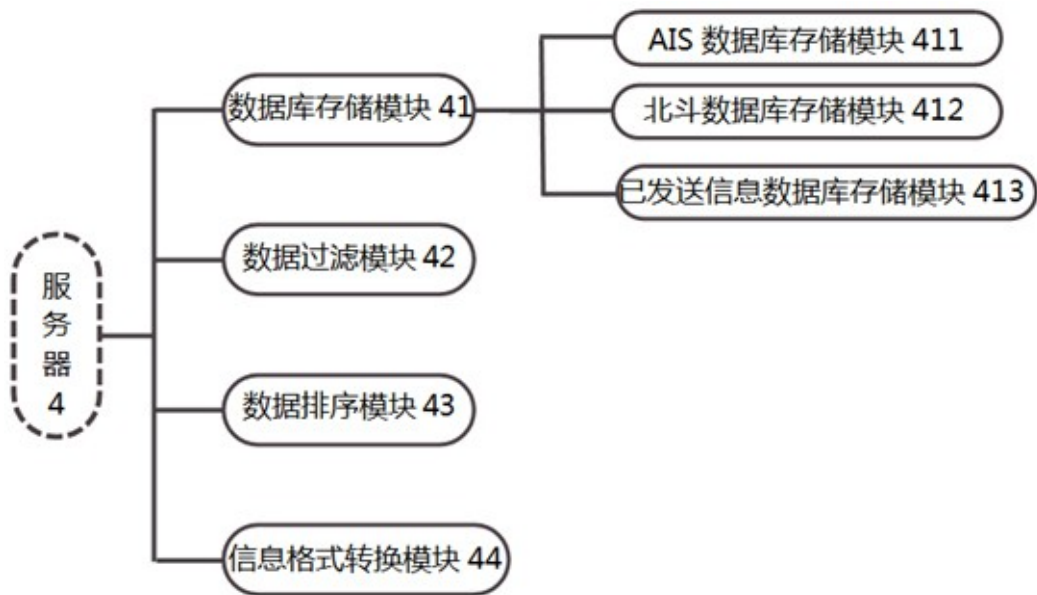 AIS 数据库存储模块 411
数据库存储模块 41
北斗数据库存储模块 412
已发送信息数据库存储模块 413
数据过滤模块 42
服务器 4
数据排序模块 43
信息格式转换模块 44